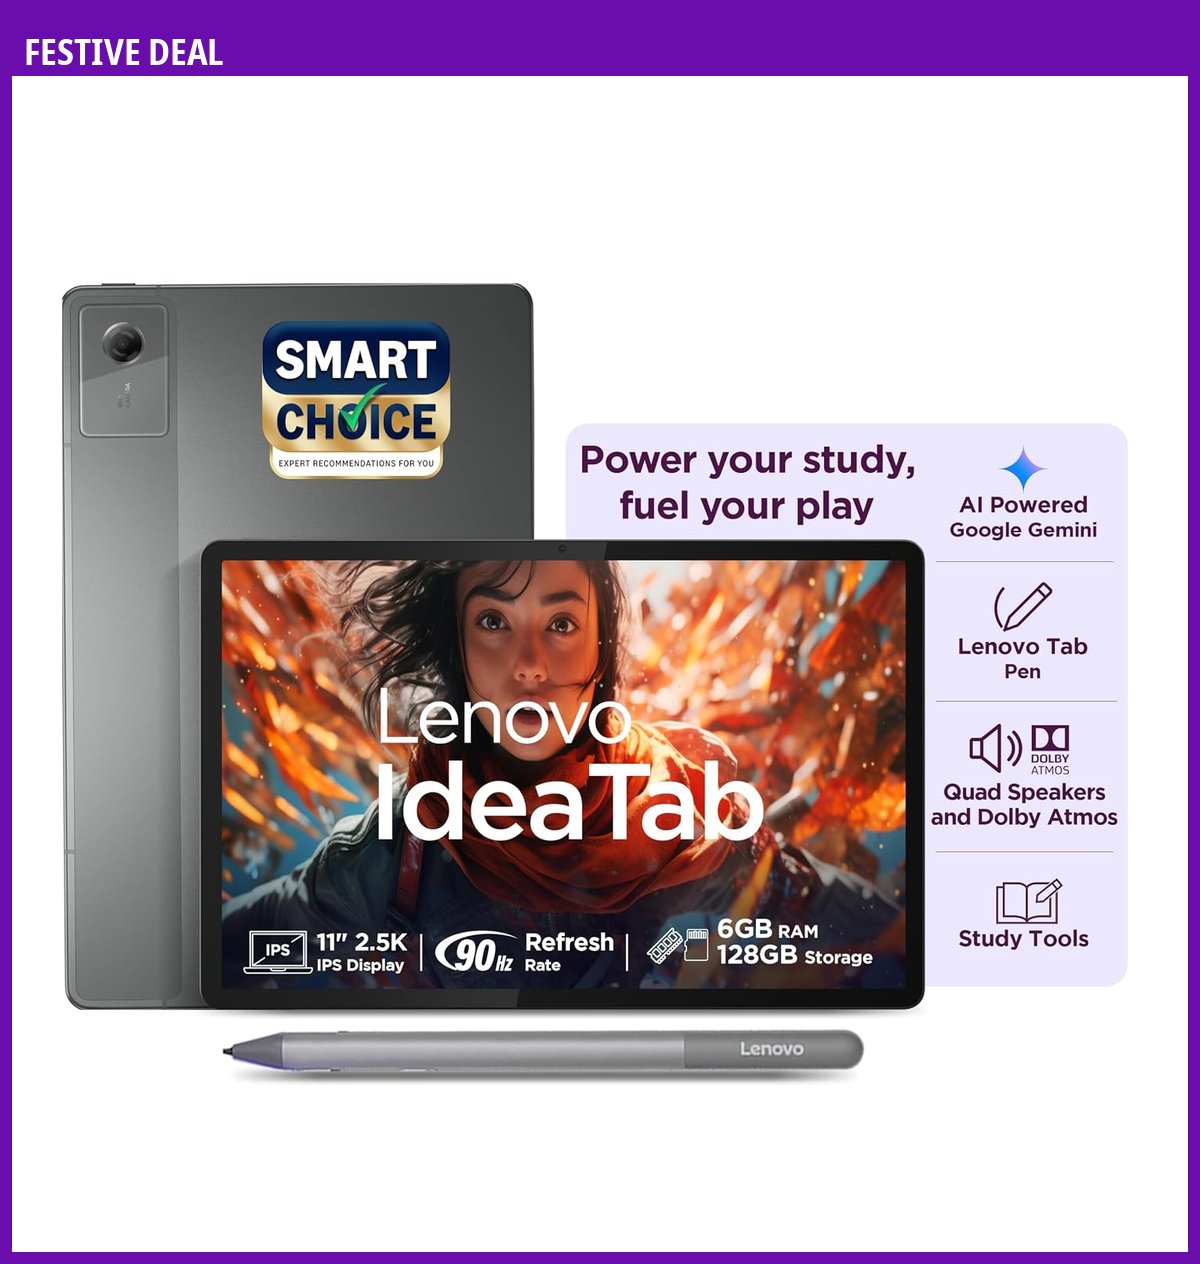 FESTIVE DEAL
SMART
CHOICE
EXPERT RECOMMENDATIONS FOR YOU
Power your study,
fuel your play
AI Powered
Google Gemini
Lenovo Tab
Pen
DOLBY
ATMOS
Quad Speakers
and Dolby Atmos
Study Tools
Lenovo
IdeaTab
IPS
11" 2.5K
IPS Display
90Hz
Refresh
Rate
6GB RAM
128GB Storage
Lenovo